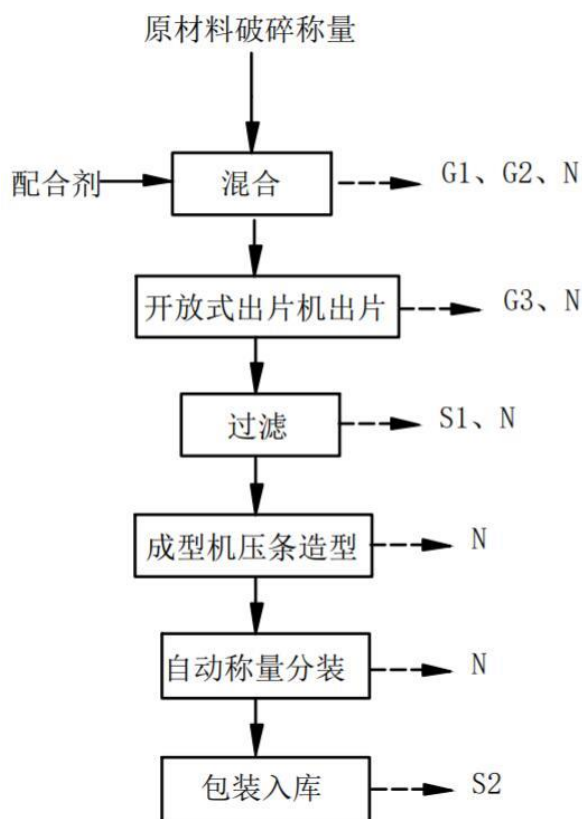 原材料破碎称量
配合剂
混合
G1、G2、N
开放式出片机出片
G3、N
过滤
S1、N
成型机压条造型
N
自动称量分装
N
包装入库
S2